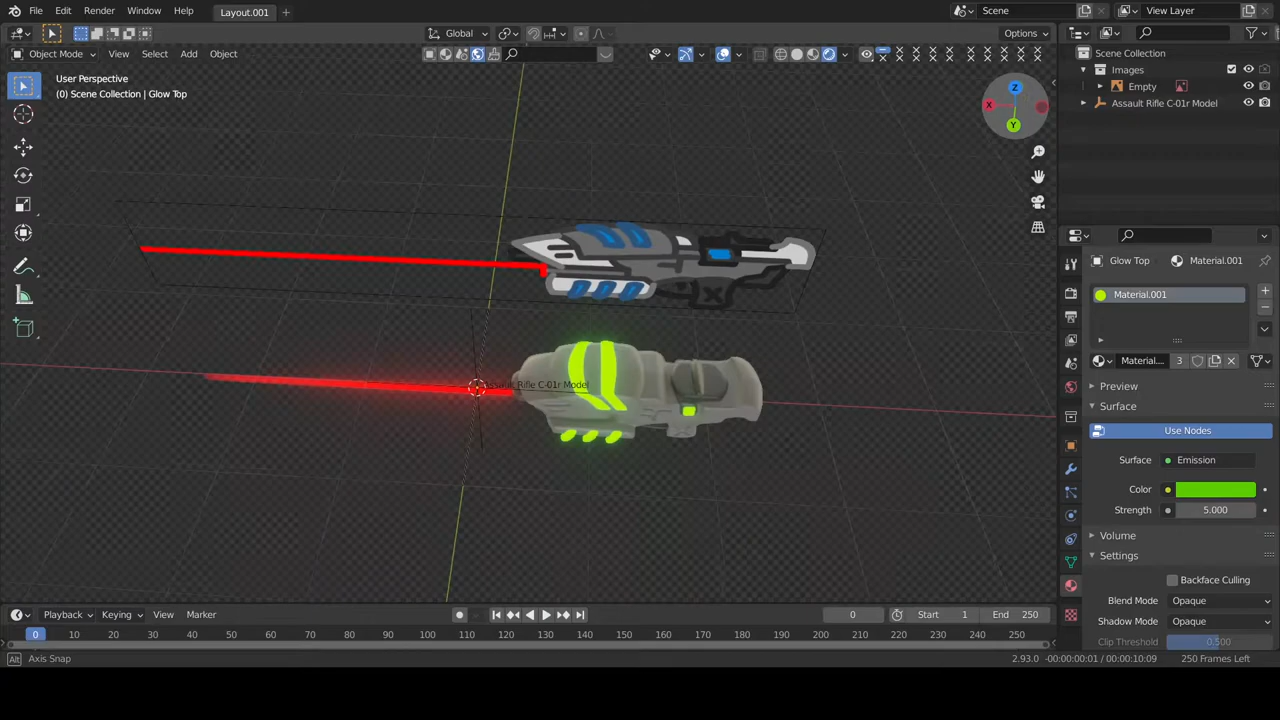 File Edit Render Window Help Layout.001 Scene View Layer
Global Options
Object Mode View Select Add Object
User Perspective
(0) Scene Collection | Glow Top
Z
X
Y
Assault Rifle C-01r Model
Scene Collection
Images
Empty
Assault Rifle C-01r Model
Glow Top Material.001
Material.001
Material... 3
Preview
Surface
Use Nodes
Surface Emission
Color
Strength 5.000
Volume
Settings
Backface Culling
Blend Mode Opaque
Shadow Mode Opaque
Clip Threshold 0.500
Playback Keying View Marker 0 Start 1 End 250
0 10 20 30 40 50 60 70 80 90 100 110 120 130 140 150 160 170 180 190 200 210 220 230 240 250
Alt Axis Snap 2.93.0 -00:00:00:01 / 00:00:10:09 250 Frames Left